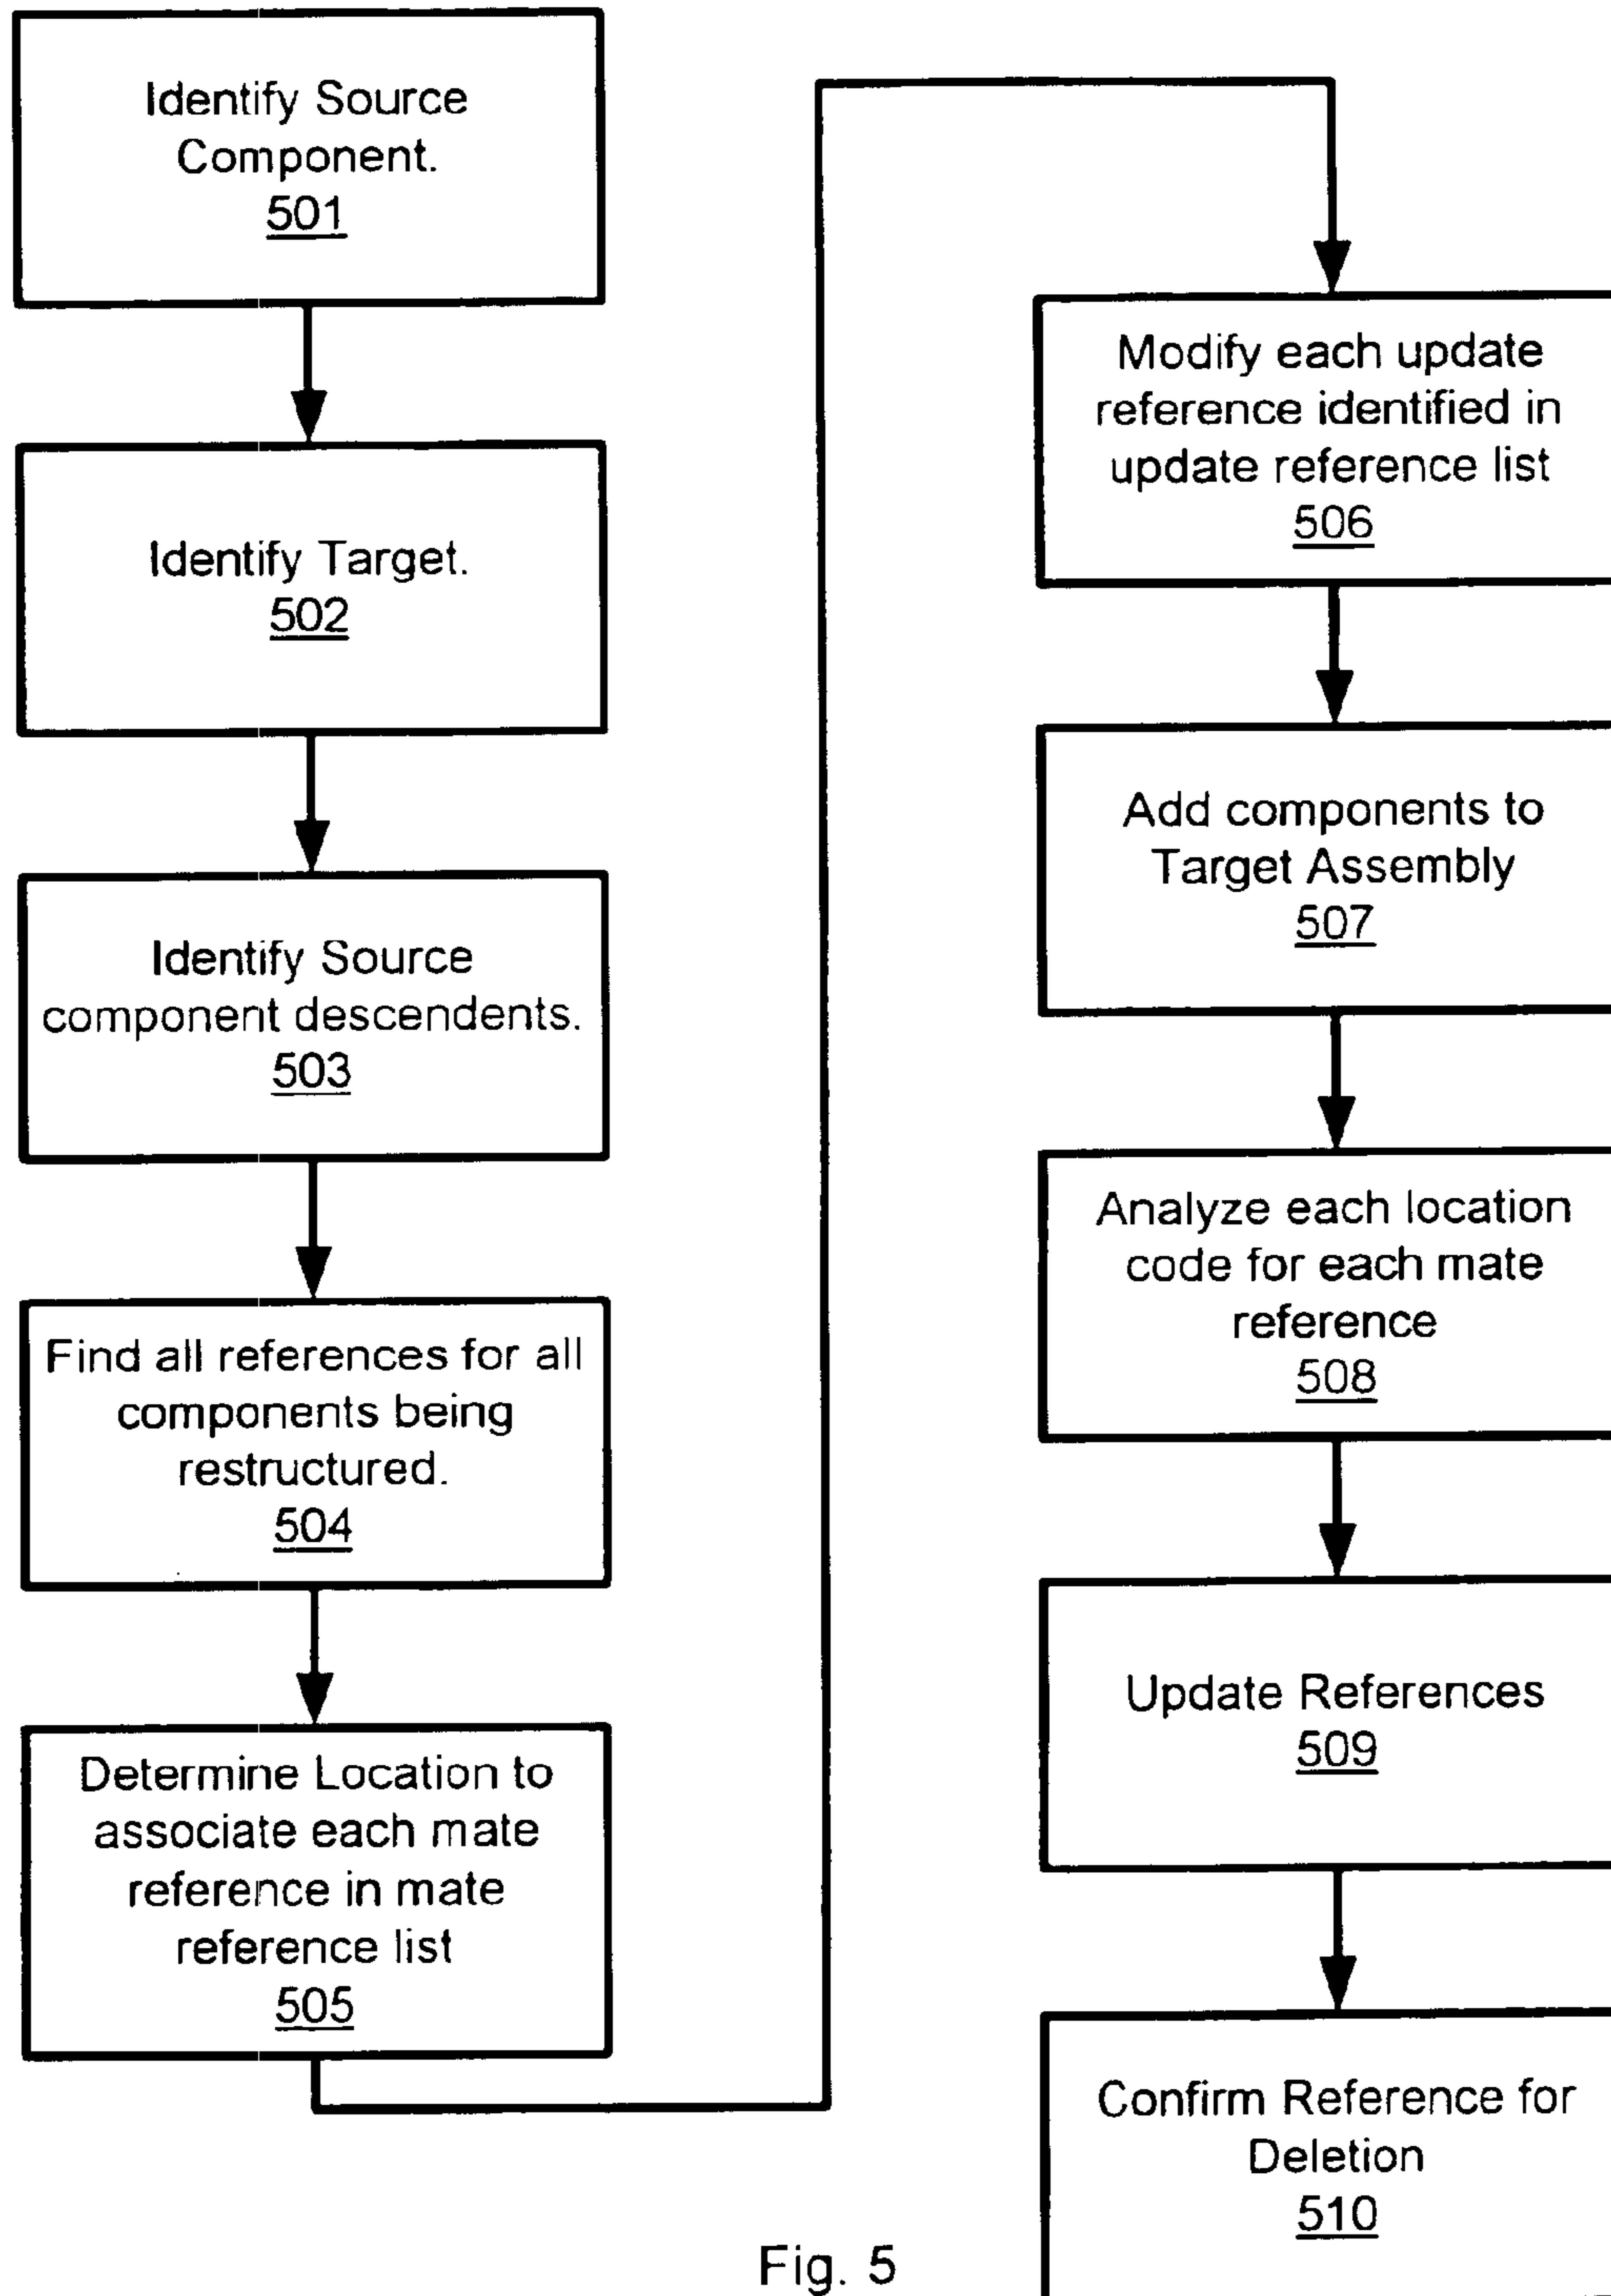 Identify Source
Component.
501
Identify Target.
502
Identify Source
component descendents.
503
Find all references for all
components being
restructured.
504
Determine Location to
associate each mate
reference in mate
reference list
505
Modify each update
reference identified in
update reference list
506
Add components to
Target Assembly
507
Analyze each location
code for each mate
reference
508
Update References
509
Confirm Reference for
Deletion
510
Fig. 5